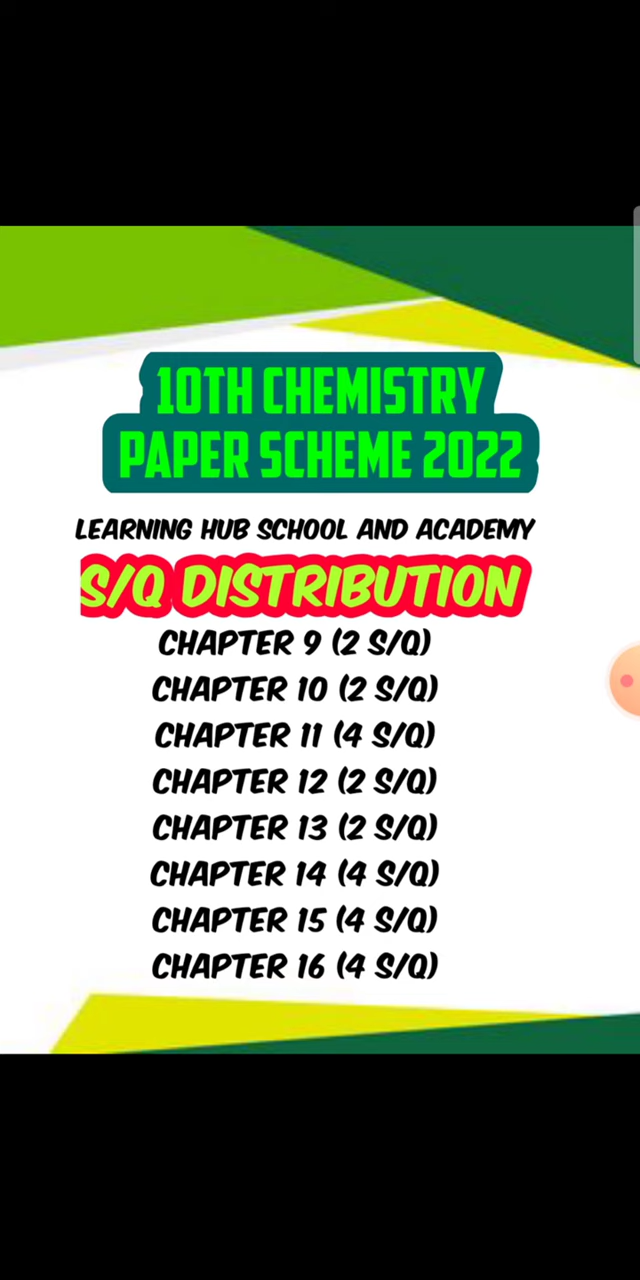 10TH CHEMISTRY
PAPER SCHEME 2022
LEARNING HUB SCHOOL AND ACADEMY
S/Q DISTRIBUTION
CHAPTER 9 (2 S/Q)
CHAPTER 10 (2 S/Q)
CHAPTER 11 (4 S/Q)
CHAPTER 12 (2 S/Q)
CHAPTER 13 (2 S/Q)
CHAPTER 14 (4 S/Q)
CHAPTER 15 (4 S/Q)
CHAPTER 16 (4 S/Q)